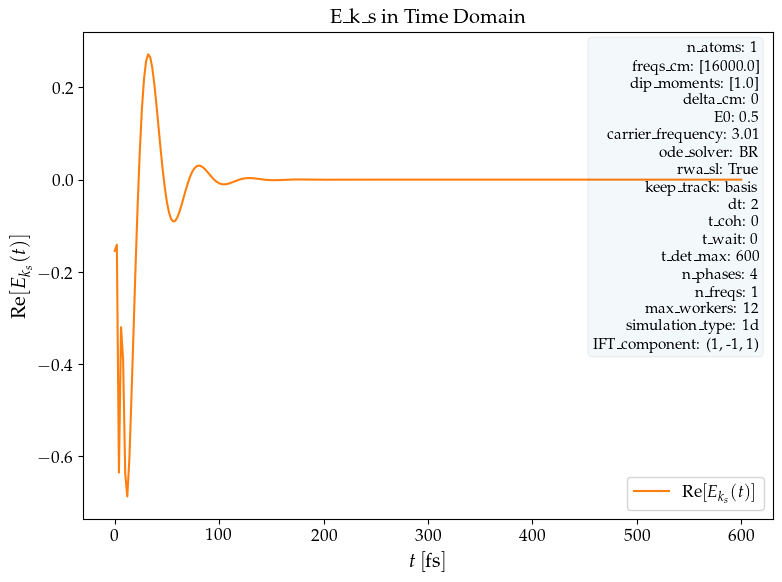 E_k_s in Time Domain
n_atoms: 1
freqs_cm: [16000.0]
dip_moments: [1.0]
delta_cm: 0
E0: 0.5
carrier_frequency: 3.01
ode_solver: BR
rwa_sl: True
keep_track: basis
dt: 2
t_coh: 0
t_wait: 0
t_det_max: 600
n_phases: 4
n_freqs: 1
max_workers: 12
simulation_type: 1d
IFT_component: (1, -1, 1)
Re[E_{k_s}(t)]
0.2
0.0
−0.2
−0.4
−0.6
Re[E_{k_s}(t)]
0 100 200 300 400 500 600
t [fs]